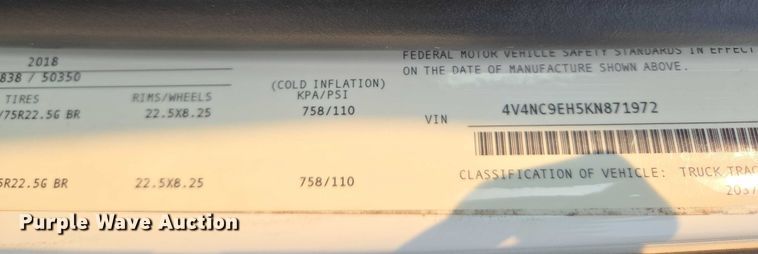 2018
838 / 50350
TIRES RIMS/WHEELS (COLD INFLATION) KPA/PSI
/75R22.5G BR 22.5X8.25 758/110
5R22.5G BR 22.5X8.25 758/110
FEDERAL MOTOR VEHICLE SAFETY STANDARDS IN EFFECT
ON THE DATE OF MANUFACTURE SHOWN ABOVE.
VIN 4V4NC9EH5KN871972
CLASSIFICATION OF VEHICLE: TRUCK TRAC
2037
Purple Wave Auction